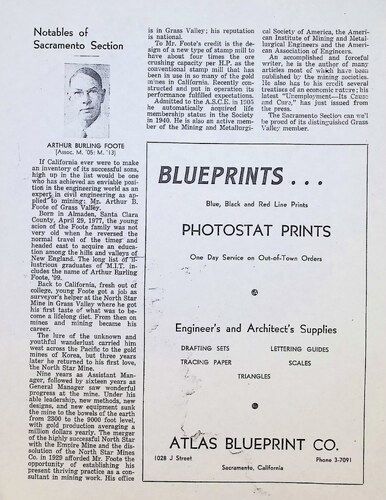 Notables of
Sacramento Section
ARTHUR BURLING FOOTE
[Assoc. M. '05; M. '13]
If California ever were to make
an inventory of its successful sons,
high up in the list would be one
who has achieved an enviable posi-
tion in the engineering world as an
expert in civil engineering as ap-
plied to mining: Mr. Arthur B.
Foote of Grass Valley.
Born in Almaden, Santa Clara
County, April 29, 1977, the young
scion of the Foote family was not
very old when he reversed the
normal travel of the timer and
headed east to acquire an educa-
tion among the hills and valleys of
New England. The long list of il-
lustrious graduates of M.I.T. in-
cludes the name of Arthur Burling
Foote, '99.
Back to California, fresh out of
college, young Foote got a job as
surveyor's helper at the North Star
Mine in Grass Valley where he got
his first taste of what was to be-
come a lifelong diet. From then on
mines and mining became his
career.
The lure of the unknown and
youthful wanderlust carried him
west across the Pacific to the gold
mines of Korea, but three years
later he returned to his first love,
the North Star Mine.
Nine years as Assistant Man-
ager, followed by sixteen years as
General Manager saw wonderful
progress at the mine. Under his
able leadership, new methods, new
designs, and new equipment sunk
the mine to the bowels of the earth
from 2300 to the 9000 foot level,
with gold production averaging a
million dollars yearly. The merger
of the highly successful North Star
with the Empire Mine and the dis-
solution of the North Star Mines
Co. in 1929 afforded Mr. Foote the
opportunity of establishing his
present thriving practice as a con-
sultant in mining work. His office
is in Grass Valley; his reputation
is national.
To Mr. Foote's credit is the de-
sign of a new type of stamp mill to
have about four times the ore
crushing capacity per H.P. as the
conventional stamp mill that has
been in use in so many of the gold
mines in California. Recently con-
structed and put in operation its
performance fulfilled expectations.
Admitted to the A.S.C.E. in 1905
he automatically acquired life
membership status in the Society
in 1940. He is also an active mem-
ber of the Mining and Metallurgi-
cal Society of America, the Ameri-
can Institute of Mining and Metal-
lurgical Engineers and the Ameri-
can Association of Engineers.
An accomplished and forceful
writer, he is the author of many
articles most of which have been
published by the mining societies.
He also has to his credit several
treatises of an economic nature; his
latest "Unemployment—Its Cause
and Cure," has just issued from
the press.
The Sacramento Section can well
be proud of its distinguished Grass
Valley member.
BLUEPRINTS . . .
Blue, Black and Red Line Prints
PHOTOSTAT PRINTS
One Day Service on Out-of-Town Orders
Engineer's and Architect's Supplies
DRAFTING SETS LETTERING GUIDES
TRACING PAPER SCALES
TRIANGLES
ATLAS BLUEPRINT CO.
1028 J Street Phone 3-7091
Sacramento, California